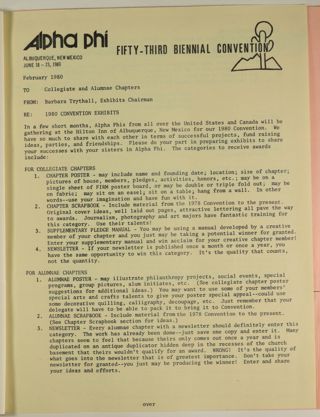 Alpha Phi
FIFTY-THIRD BIENNIAL CONVENTION
ALBUQUERQUE, NEW MEXICO
JUNE 18 - 23, 1980
February 1980
TO Collegiate and Alumnae Chapters
FROM: Barbara Trythall, Exhibits Chairman
RE: 1980 CONVENTION EXHIBITS
In a few short months, Alpha Phis from all over the United States and Canada will be
gathering at the Hilton Inn of Albuquerque, New Mexico for our 1980 Convention. We
have so much to share with each other in terms of successful projects, fund raising
ideas, parties, and friendships. Please do your part in preparing exhibits to share
your successes with your sisters in Alpha Phi. The categories to receive awards
include:
FOR COLLEGIATE CHAPTERS
1. CHAPTER POSTER - may include name and founding date; location; size of chapter;
pictures of house, members, pledges, activities, honors, etc.; may be on a
single sheet of firm poster board, or may be double or triple fold out; may be
on fabric; may sit on an easel; sit on a table; hang from a wall. In other
words--use your imagination and have fun with it.
2. CHAPTER SCRAPBOOK - Include material from the 1978 Convention to the present.
Original cover ideas, well laid out pages, attractive lettering all pave the way
to awards. Journalism, photography and art majors have fantastic training for
this category. Use their talents!
3. SUPPLEMENTARY PLEDGE MANUAL - You may be using a manual developed by a creative
member of your chapter and you just may be taking a potential winner for granted.
Enter your supplementary manual and win acclaim for your creative chapter member!
4. NEWSLETTER - If your newsletter is published once a month or once a year, you
have the same opportunity to win this category. It's the quality that counts,
not the quantity.
FOR ALUMNAE CHAPTERS
1. ALUMNAE POSTER - may illustrate philanthropy projects, social events, special
programs, group pictures, alum initiates, etc. (See collegiate chapter poster
suggestions for additional ideas.) You may want to use some of your members'
special arts and crafts talents to give your poster special appeal--could use
some decorative quilling, calligraphy, decoupage, etc. Just remember that your
delegate will have to be able to pack it to bring it to Convention!
2. ALUMNAE SCRAPBOOK - Include material from the 1978 Convention to the present.
(See Chapter Scrapbook section for ideas.)
3. NEWSLETTER - Every alumnae chapter with a newsletter should definitely enter this
category. The work has already been done--just save one copy and enter it. Many
chapters seem to feel that because theirs only comes out once a year and is
duplicated on an antique duplicator hidden deep in the recesses of the church
basement that theirs wouldn't qualify for an award. WRONG! It's the quality of
what goes into the newsletter that is of greatest importance. Don't take your
newsletter for granted--you just may be producing the winner! Enter and share
your ideas and efforts.
over